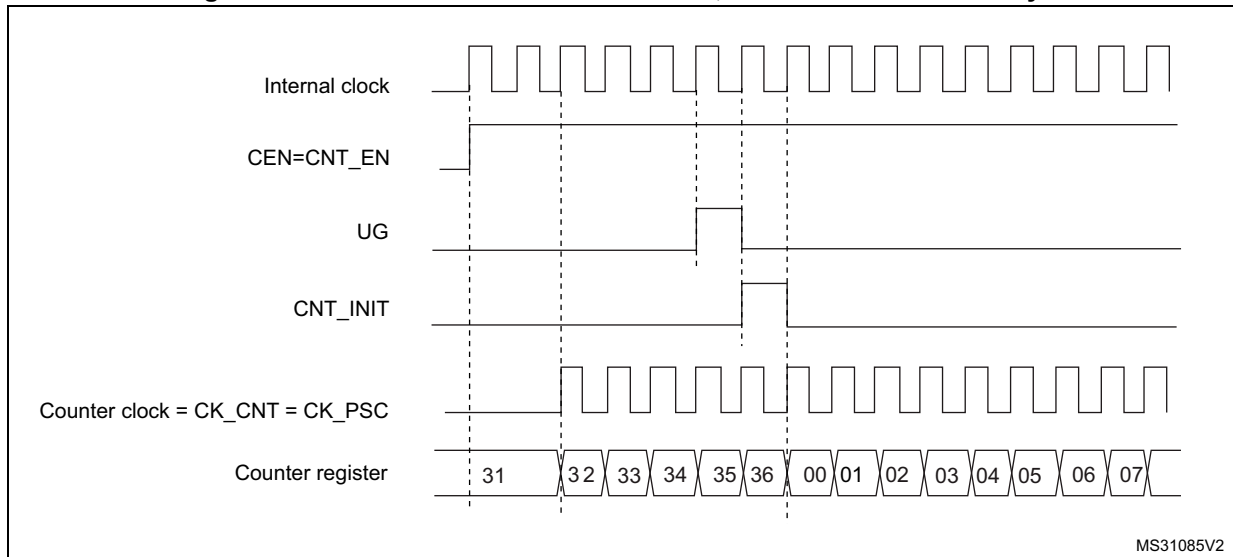 Internal clock
CEN=CNT_EN
UG
CNT_INIT
Counter clock = CK_CNT = CK_PSC
Counter register 31 32 33 34 35 36 00 01 02 03 04 05 06 07
MS31085V2